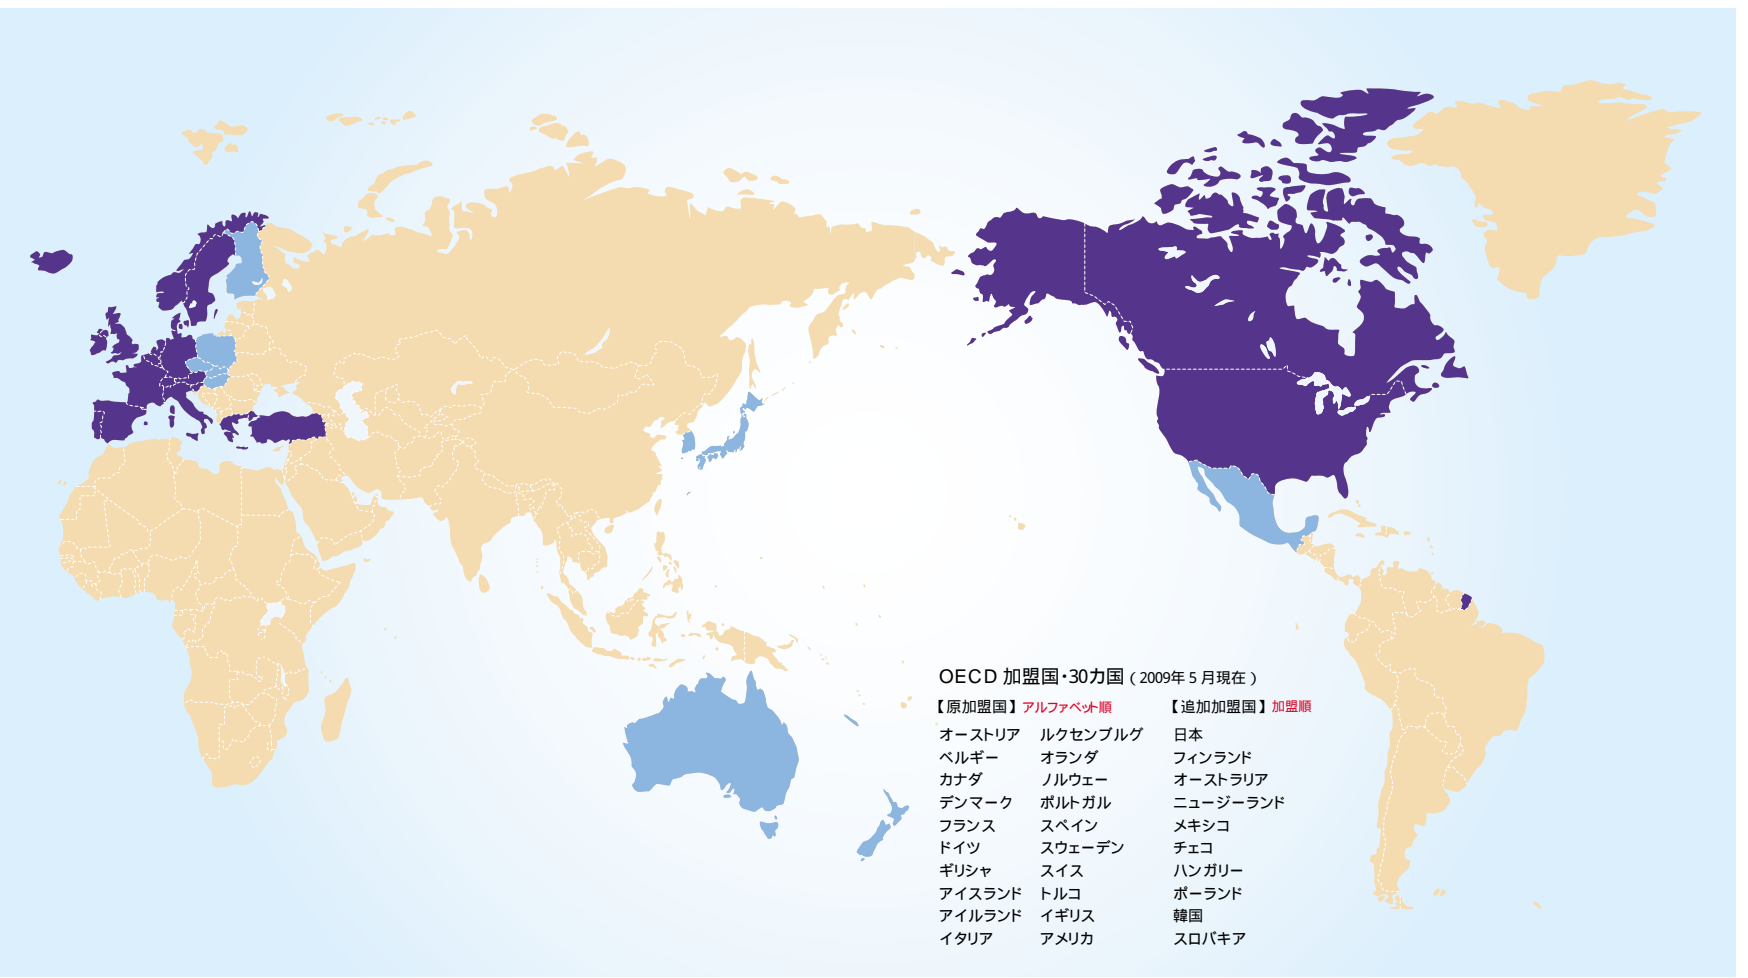 OECD 加盟国・30カ国（2009年5月現在）
【原加盟国】アルファベット順
オーストリア
ベルギー
カナダ
デンマーク
フランス
ドイツ
ギリシャ
アイスランド
アイルランド
イタリア
ルクセンブルグ
オランダ
ノルウェー
ポルトガル
スペイン
スウェーデン
スイス
トルコ
イギリス
アメリカ
【追加加盟国】加盟順
日本
フィンランド
オーストラリア
ニュージーランド
メキシコ
チェコ
ハンガリー
ポーランド
韓国
スロバキア